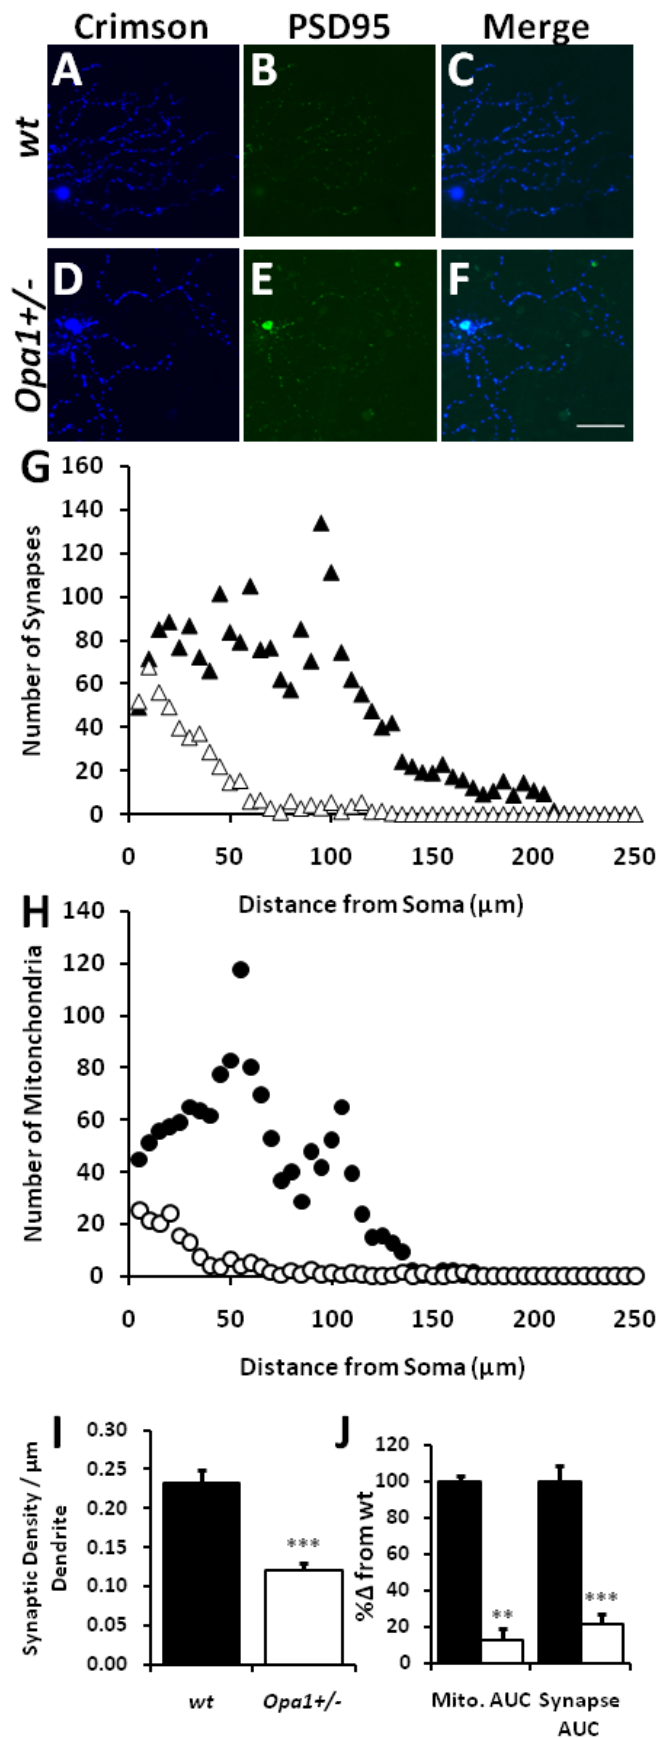 Crimson PSD95 Merge
wt
A B C
Opa1+/-
D E F
G
Number of Synapses
160
140
120
100
80
60
40
20
0
0 50 100 150 200 250
Distance from Soma (μm)
H
Number of Mitonchondria
140
120
100
80
60
40
20
0
0 50 100 150 200 250
Distance from Soma (μm)
I
Synaptic Density / μm
Dendrite
0.30
0.25
0.20
0.15
0.10
0.05
0.00
***
wt Opa1+/-
J
%Δ from wt
120
100
80
60
40
20
0
** ***
Mito. AUC Synapse
AUC